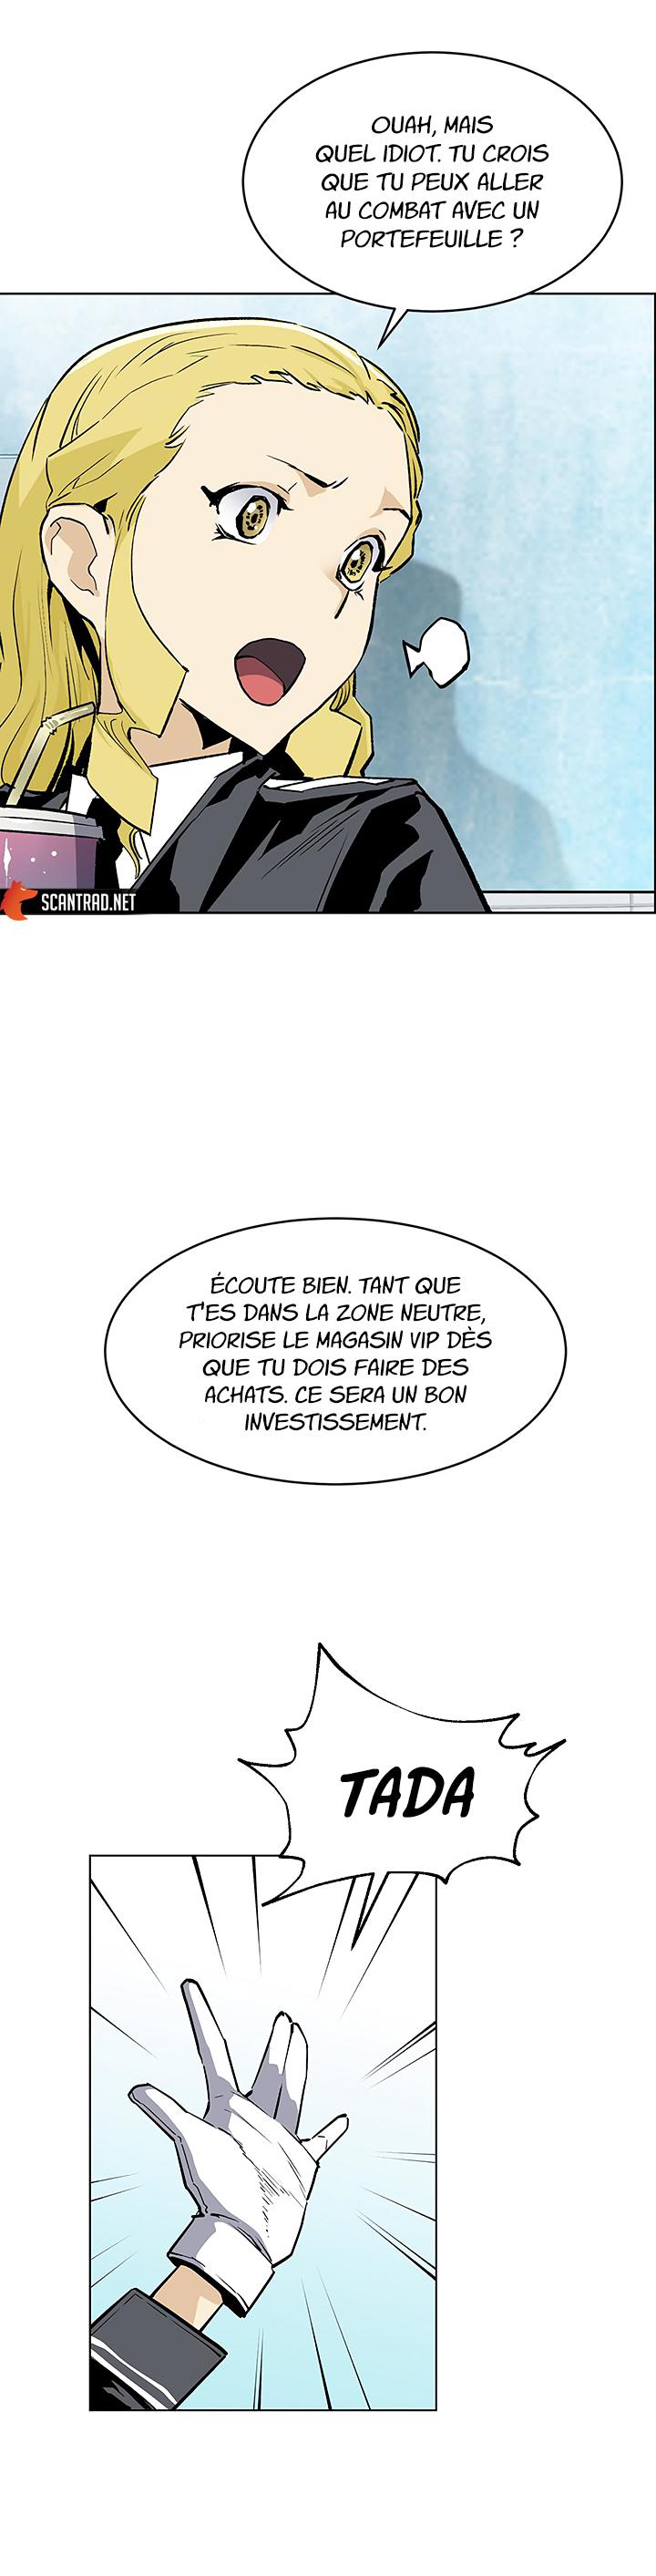 OUAH, MAIS
QUEL IDIOT. TU CROIS
QUE TU PEUX ALLER
AU COMBAT AVEC UN
PORTEFEUILLE ?
SCANTRAD.NET
ÉCOUTE BIEN. TANT QUE
T'ES DANS LA ZONE NEUTRE,
PRIORISE LE MAGASIN VIP DÈS
QUE TU DOIS FAIRE DES
ACHATS. CE SERA UN BON
INVESTISSEMENT.
TADA